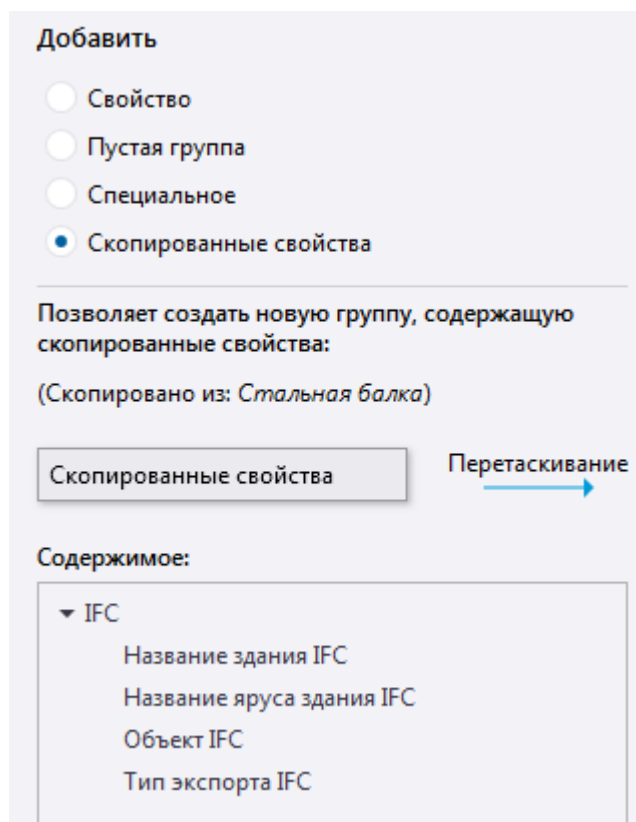 Добавить
Свойство
Пустая группа
Специальное
Скопированные свойства
Позволяет создать новую группу, содержащую
скопированные свойства:
(Скопировано из: Стальная балка)
Скопированные свойства
Перетаскивание
Содержимое:
IFC
Название здания IFC
Название яруса здания IFC
Объект IFC
Тип экспорта IFC